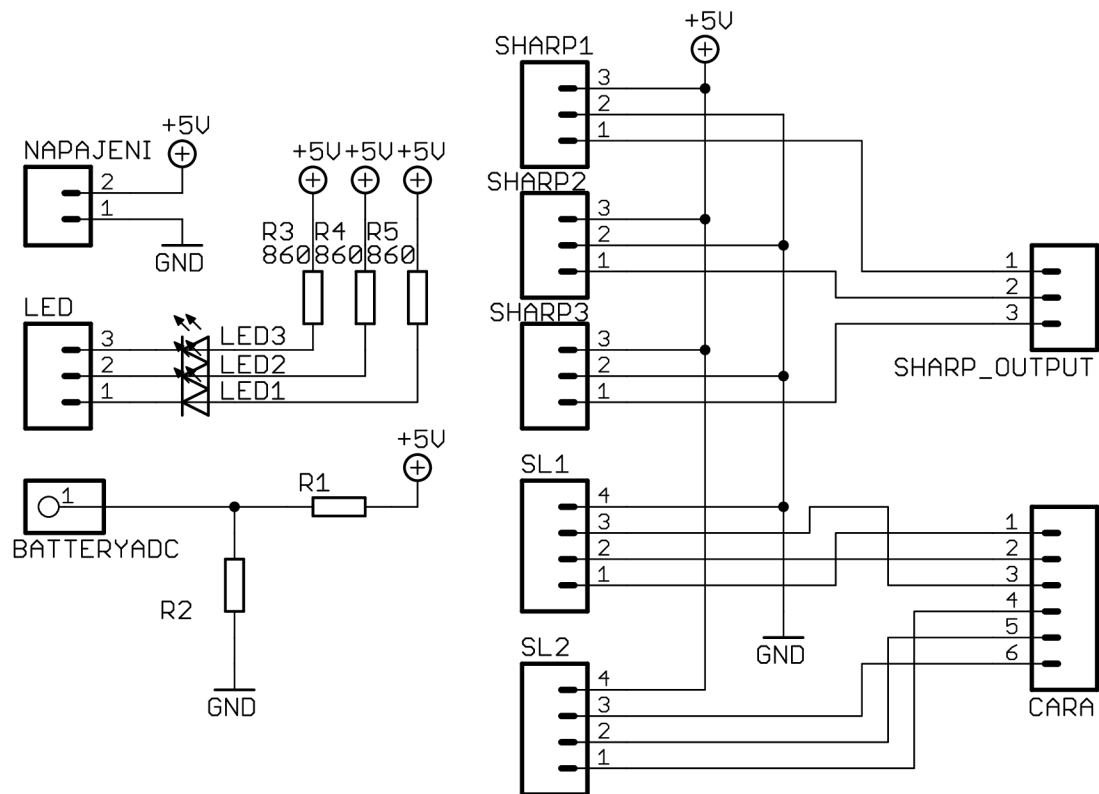 NAPAJENI
+5V
2
1
GND
+5V +5V +5V
R3 R4 R5
860 860 860
LED
3
2
1
LED3
LED2
LED1
+5V
R1
1
BATTERYADC
R2
GND
+5V
SHARP1
3
2
1
SHARP2
3
2
1
SHARP3
3
2
1
1
2
3
SHARP_OUTPUT
SL1
4
3
2
1
GND
SL2
4
3
2
1
1
2
3
4
5
6
CARA